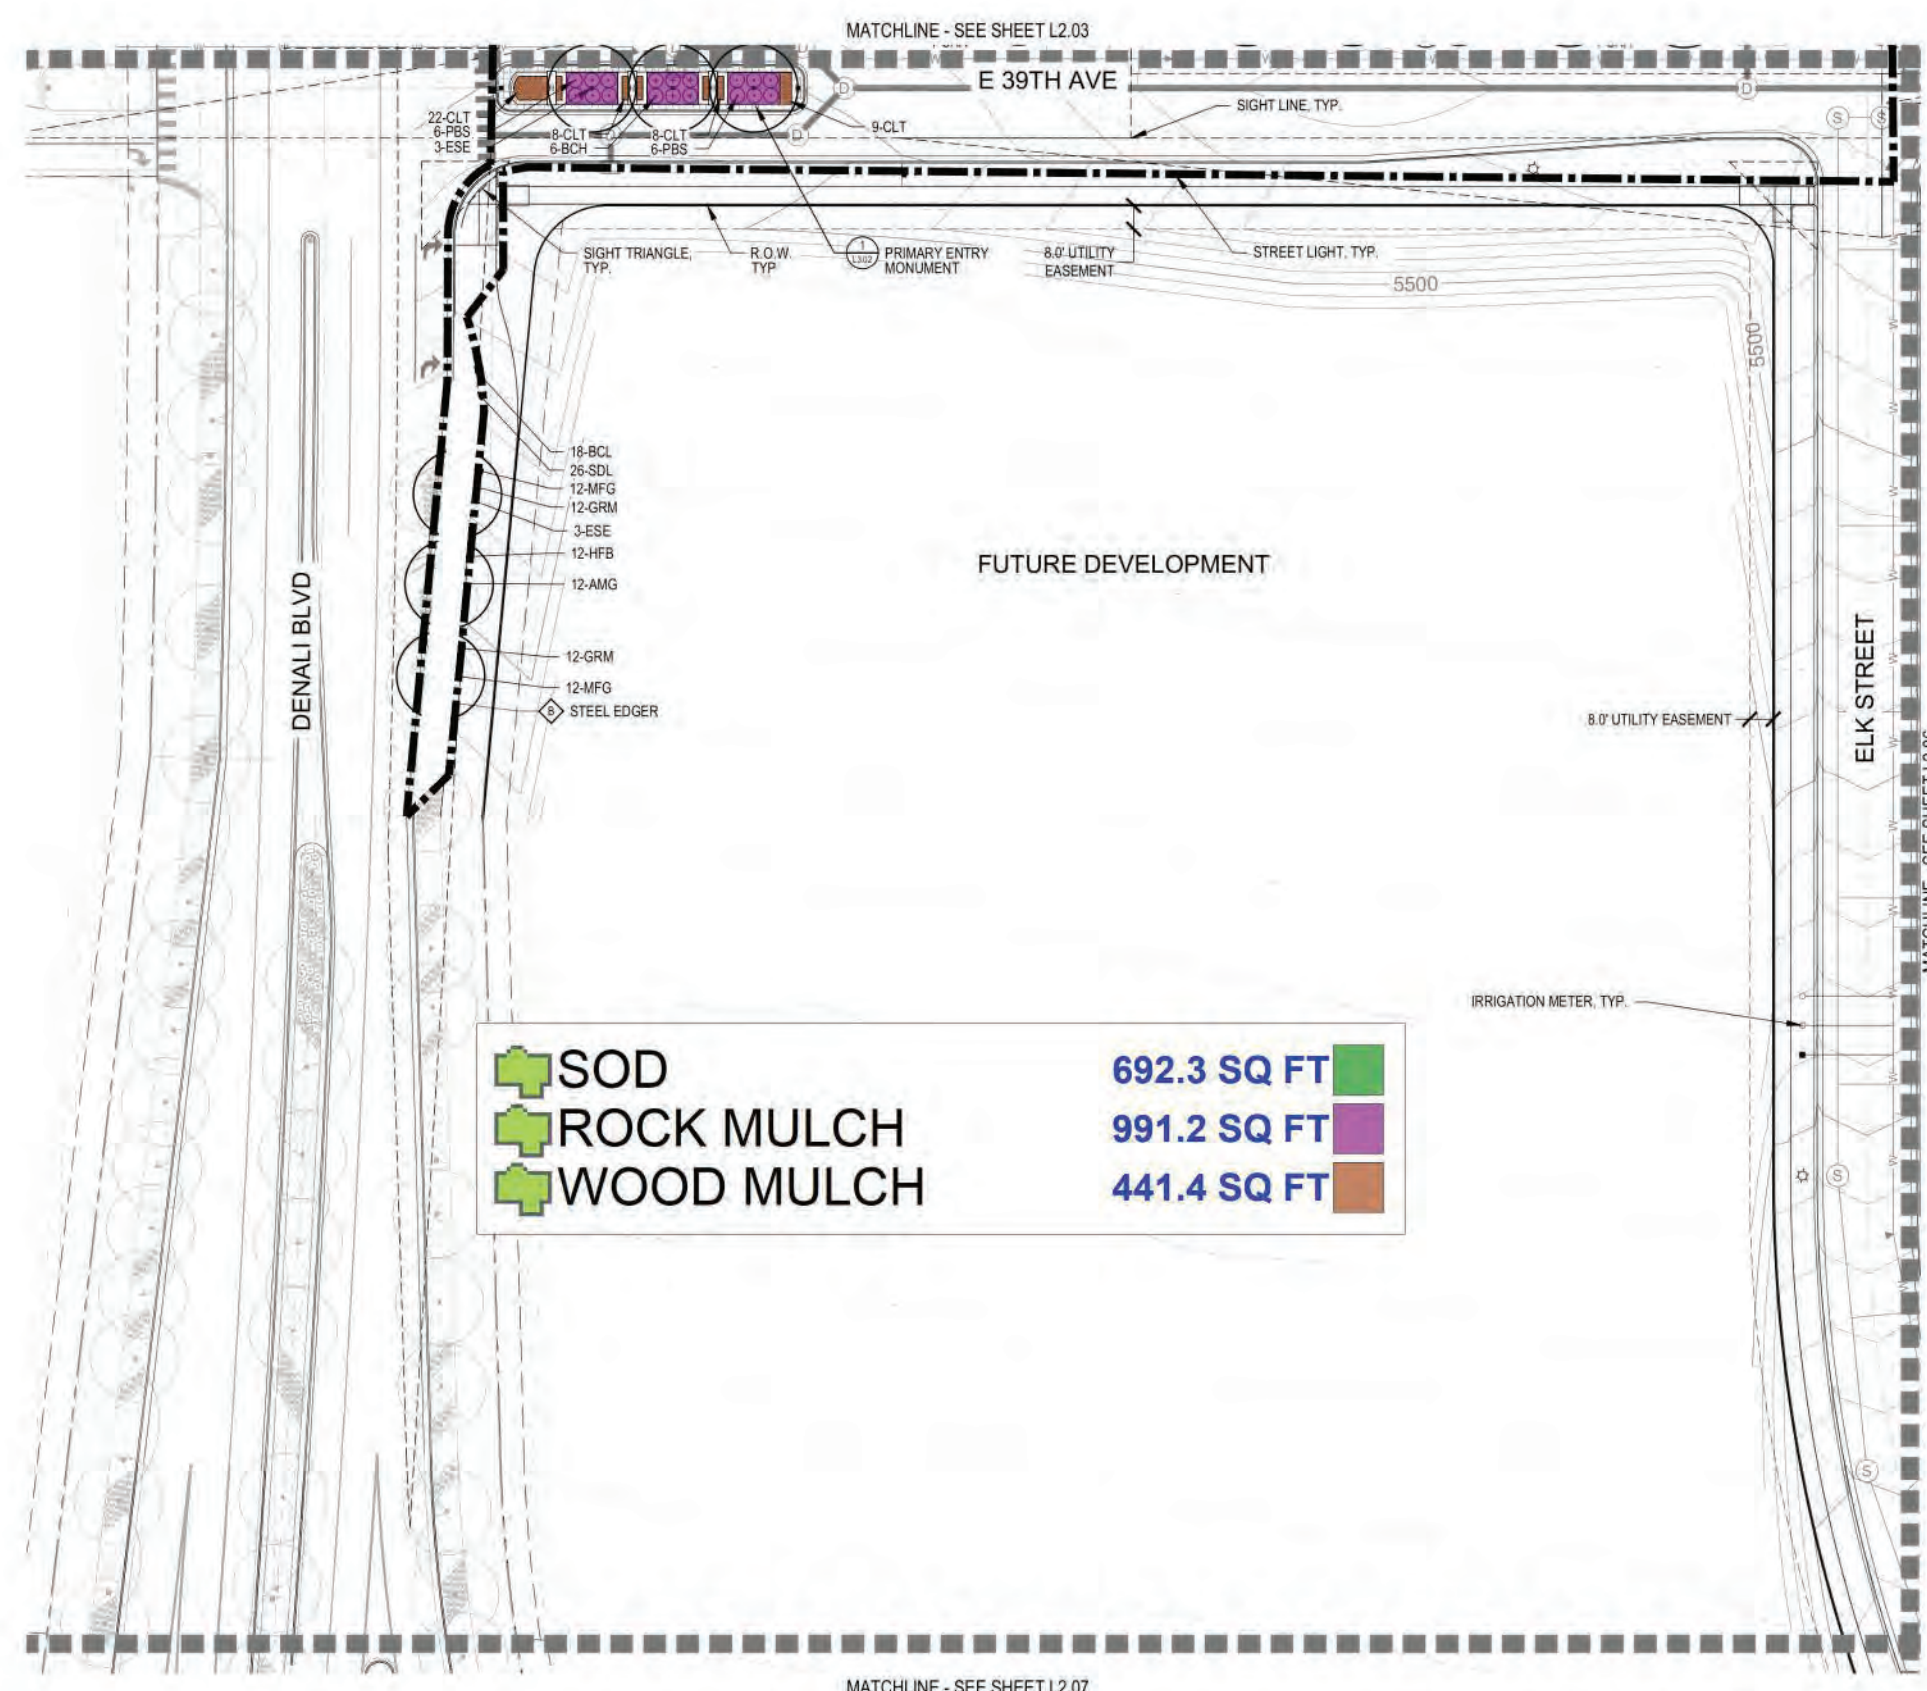 MATCHLINE - SEE SHEET L2.03
E 39TH AVE
SIGHT LINE, TYP.
22-CLT
6-PBS
3-ESE
8-CLT
6-BCH
8-CLT
6-PBS
9-CLT
D
D
D
S
S
SIGHT TRIANGLE,
TYP.
R.O.W.
TYP
1
L3.02
PRIMARY ENTRY
MONUMENT
8.0' UTILITY
EASEMENT
STREET LIGHT, TYP.
5500
5500
18-BCL
26-SDL
12-MFG
12-GRM
3-ESE
12-HFB
12-AMG
12-GRM
12-MFG
8 STEEL EDGER
DENALI BLVD
FUTURE DEVELOPMENT
8.0' UTILITY EASEMENT
ELK STREET
IRRIGATION METER, TYP.
SOD 692.3 SQ FT
ROCK MULCH 991.2 SQ FT
WOOD MULCH 441.4 SQ FT
S
S
MATCHLINE - SEE SHEET L2.07